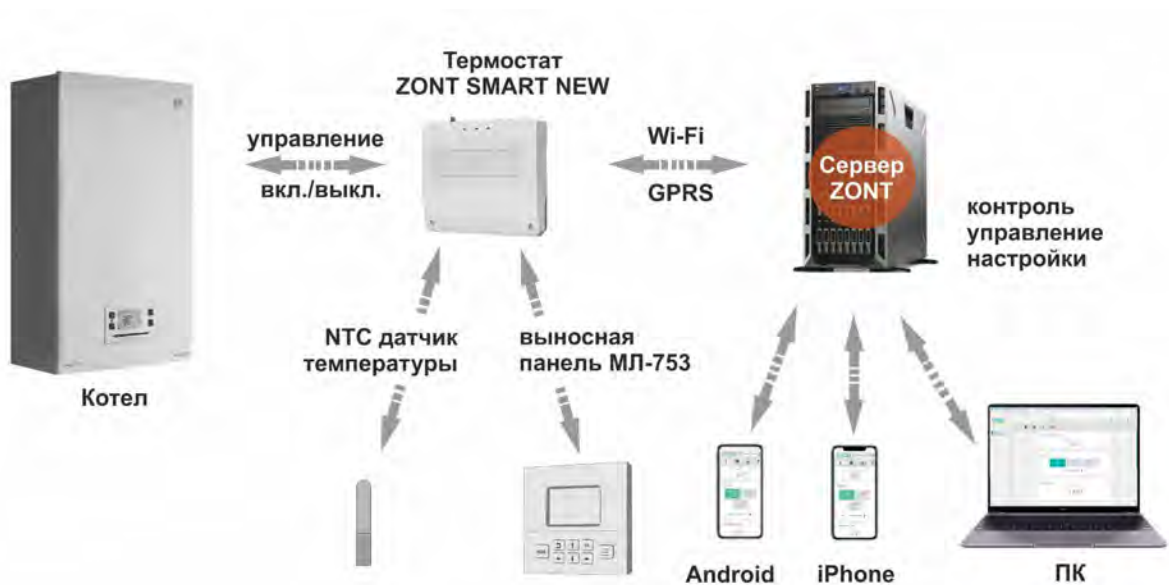 Термостат
ZONT SMART NEW
управление
вкл./выкл.
Wi-Fi
GPRS
Сервер
ZONT
контроль
управление
настройки
NTC датчик
температуры
выносная
панель МЛ-753
Котел
Android
iPhone
ПК